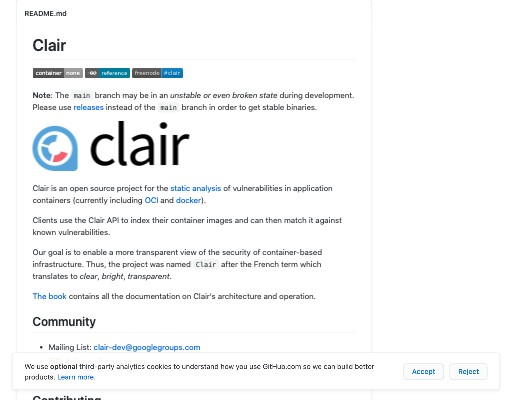 README.md
Clair
container none GO reference freenode #clair
Note: The main branch may be in an unstable or even broken state during development.
Please use releases instead of the main branch in order to get stable binaries.
clair
Clair is an open source project for the static analysis of vulnerabilities in application
containers (currently including OCI and docker).
Clients use the Clair API to index their container images and can then match it against
known vulnerabilities.
Our goal is to enable a more transparent view of the security of container-based
infrastructure. Thus, the project was named Clair after the French term which
translates to clear, bright, transparent.
The book contains all the documentation on Clair's architecture and operation.
Community
• Mailing List: clair-dev@googlegroups.com
We use optional third-party analytics cookies to understand how you use GitHub.com so we can build better
products. Learn more.
Accept
Reject
Contributing